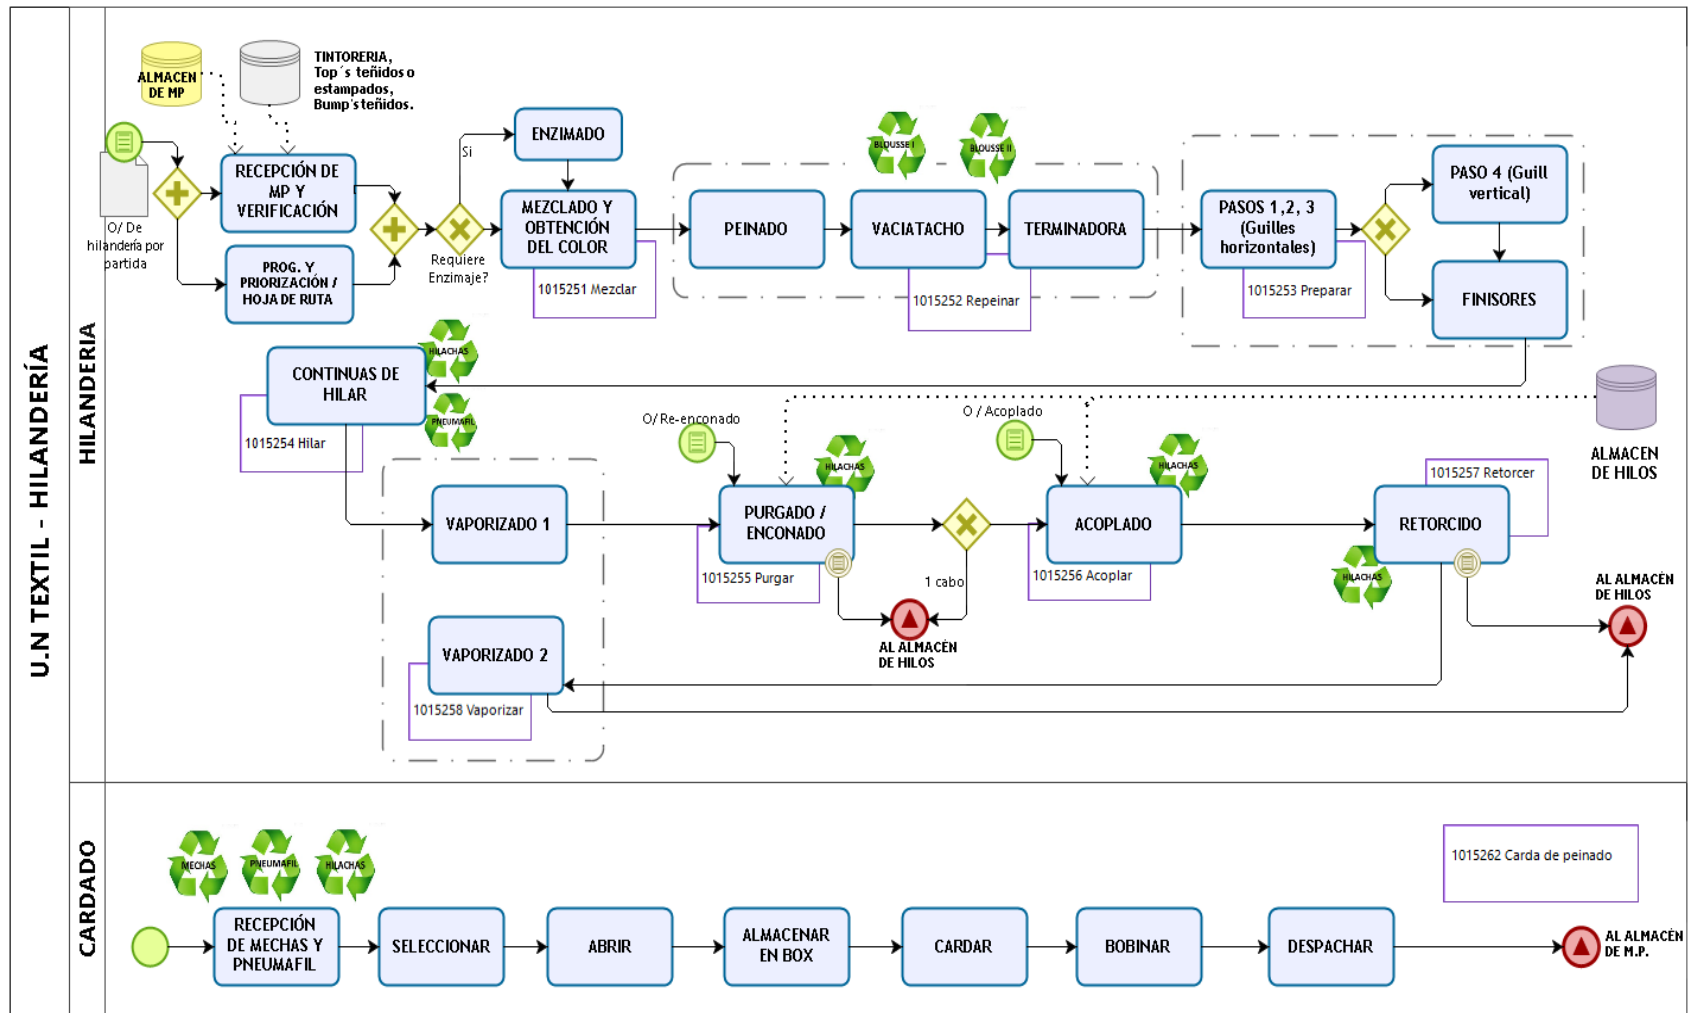 U.N TEXTIL - HILANDERÍA
HILANDERIA
ALMACEN
DE MP
TINTORERIA,
Top´s teñidos o
estampados,
Bump's teñidos.
O/ De
hilandería por
partida
RECEPCIÓN DE
MP Y
VERIFICACIÓN
PROG. Y
PRIORIZACIÓN /
HOJA DE RUTA
Si
Requiere
Enzimaje?
ENZIMADO
MEZCLADO Y
OBTENCIÓN
DEL COLOR
1015251 Mezclar
BLOUSSE I
BLOUSE II
PEINADO
VACIATACHO
TERMINADORA
1015252 Repeinar
PASOS 1,2, 3
(Guilles
horizontales)
1015253 Preparar
PASO 4 (Guill
vertical)
FINISORES
CONTINUAS DE
HILAR
HILACHAS
PNEUMAFIL
1015254 Hilar
VAPORIZADO 1
O/ Re-enconado
HILACHAS
PURGADO /
ENCONADO
1015255 Purgar
1 cabo
AL ALMACÉN
DE HILOS
O / Acoplado
HILACHAS
ACOPLADO
1015256 Acoplar
ALMACEN
DE HILOS
1015257 Retorcer
RETORCIDO
HILACHAS
AL ALMACÉN
DE HILOS
VAPORIZADO 2
1015258 Vaporizar
CARDADO
MECHAS
PNEUMAFIL
HILACHAS
1015262 Carda de peinado
RECEPCIÓN
DE MECHAS Y
PNEUMAFIL
SELECCIONAR
ABRIR
ALMACENAR
EN BOX
CARDAR
BOBINAR
DESPACHAR
AL ALMACÉN
DE M.P.